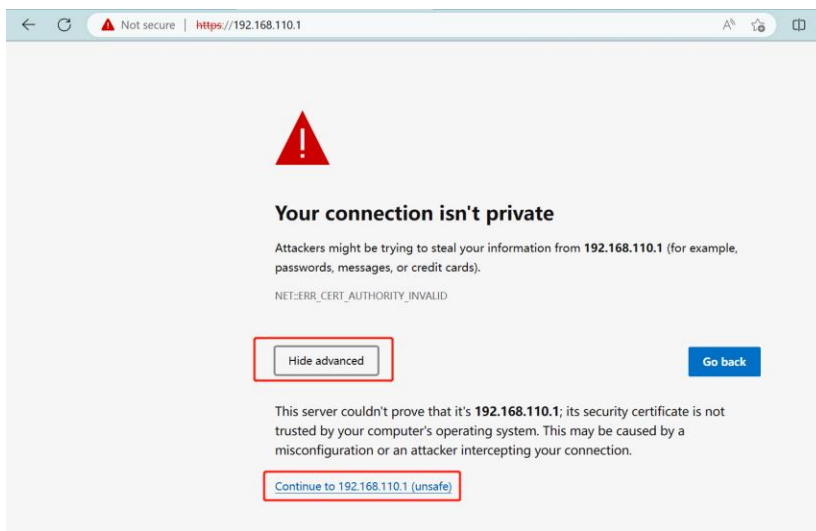 Not secure | https://192.168.110.1
Your connection isn't private
Attackers might be trying to steal your information from 192.168.110.1 (for example,
passwords, messages, or credit cards).
NET::ERR_CERT_AUTHORITY_INVALID
Hide advanced
Go back
This server couldn't prove that it's 192.168.110.1; its security certificate is not
trusted by your computer's operating system. This may be caused by a
misconfiguration or an attacker intercepting your connection.
Continue to 192.168.110.1 (unsafe)